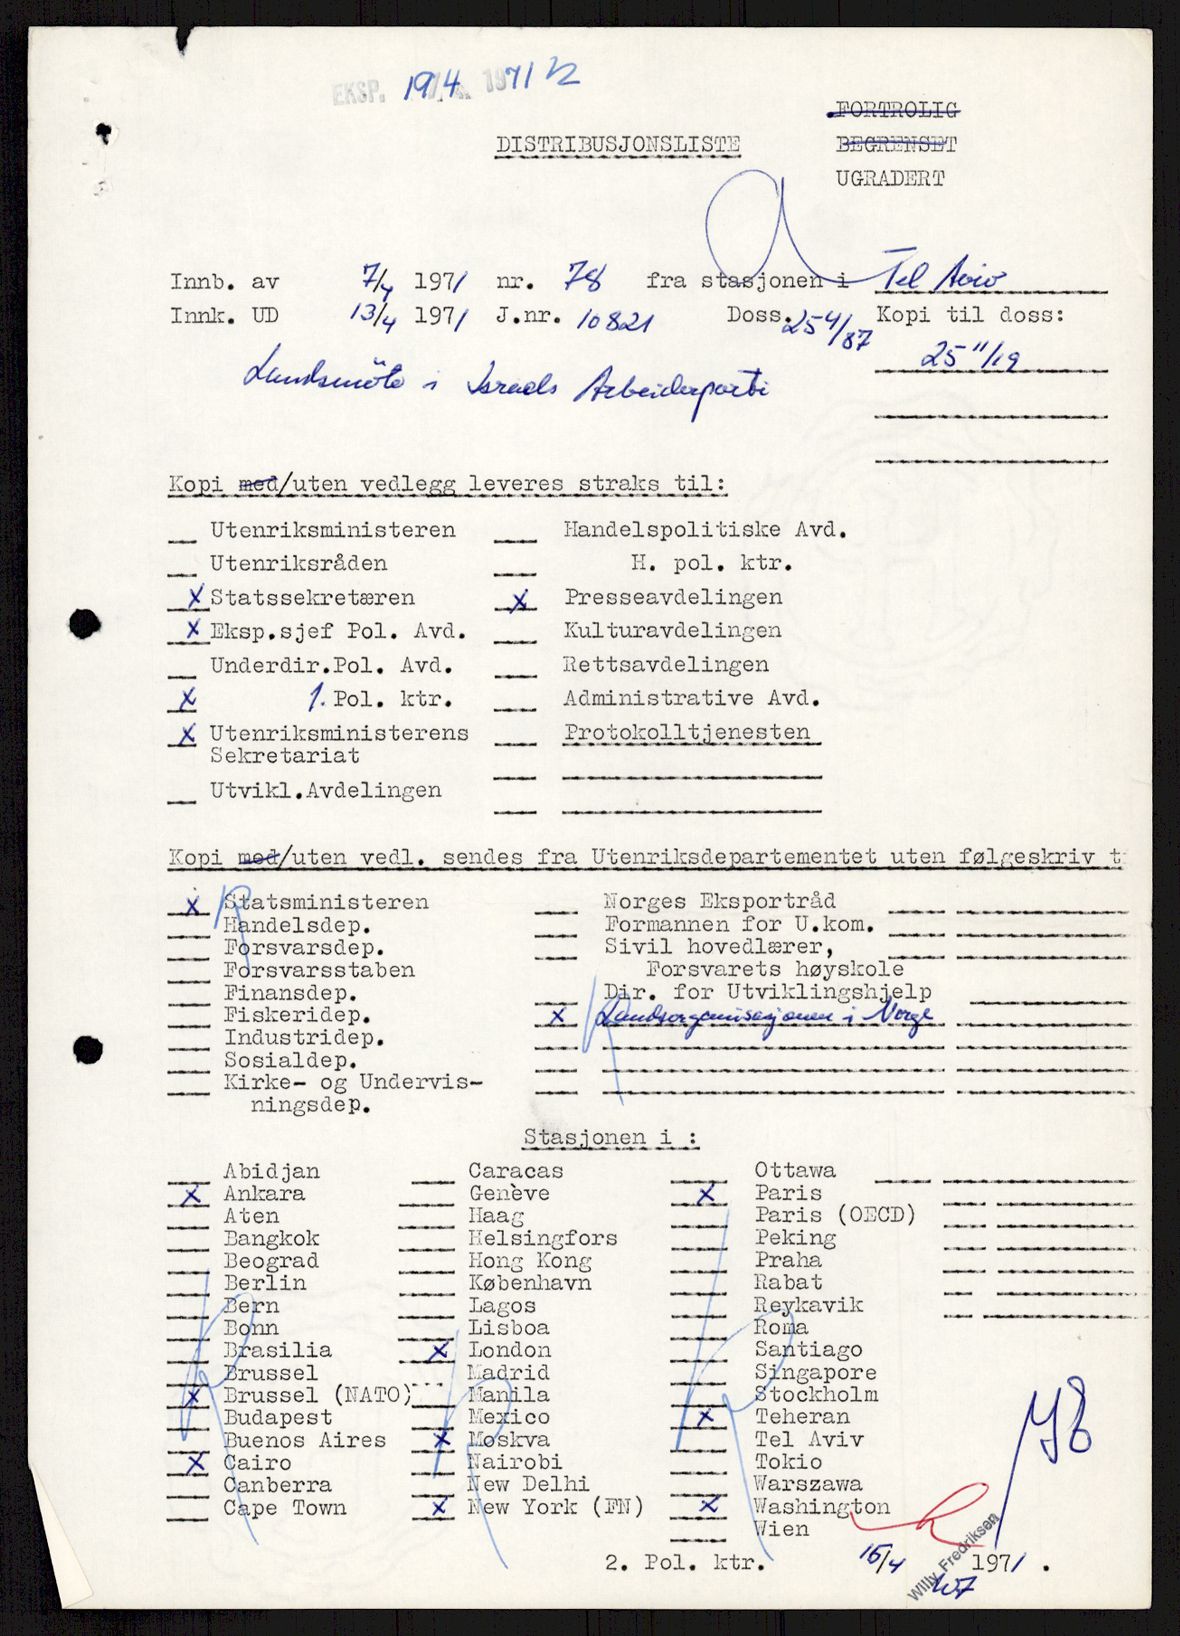 EKSP. 19/4 1971
FORTROLIG
DISTRIBUSJONSLISTE BEGRENSET
UGRADERT
Innb. av 7/4 1971 nr. 78 fra stasjonen i Tel Aviv
Innk. UD 13/4 1971 J.nr. 10821 Doss. 25 4/87 Kopi til doss:
25 11/19
Landsmöte i Israels Arbeiderparti
Kopi med/uten vedlegg leveres straks til:
Utenriksministeren Handelspolitiske Avd.
Utenriksråden H. pol. ktr.
x Statssekretæren x Presseavdelingen
x Eksp.sjef Pol. Avd. Kulturavdelingen
Underdir.Pol. Avd. Rettsavdelingen
x 1. Pol. ktr. Administrative Avd.
x Utenriksministerens Protokolltjenesten
Sekretariat
Utvikl.Avdelingen
Kopi med/uten vedl. sendes fra Utenriksdepartementet uten følgeskriv t
x Statsministeren Norges Eksportråd
Handelsdep. Formannen for U.kom.
Forsvarsdep. Sivil hovedlærer,
Forsvarsstaben Forsvarets høyskole
Finansdep. Dir. for Utviklingshjelp
Fiskeridep. x Landsorganisasjonen i Norge
Industridep.
Sosialdep.
Kirke- og Undervis-
ningsdep.
Stasjonen i :
Abidjan Caracas Ottawa
x Ankara Genève x Paris
Aten Haag Paris (OECD)
Bangkok Helsingfors Peking
Beograd Hong Kong Praha
Berlin København Rabat
Bern Lagos Reykavik
Bonn Lisboa Roma
Brasilia x London Santiago
Brussel Madrid Singapore
x Brussel (NATO) Manila Stockholm
Budapest Mexico x Teheran
Buenos Aires x Moskva Tel Aviv
x Cairo Nairobi Tokio
Canberra New Delhi Warszawa
Cape Town x New York (FN) x Washington
Wien
2. Pol. ktr. 15/4 1971 .
Willy Fredriksen